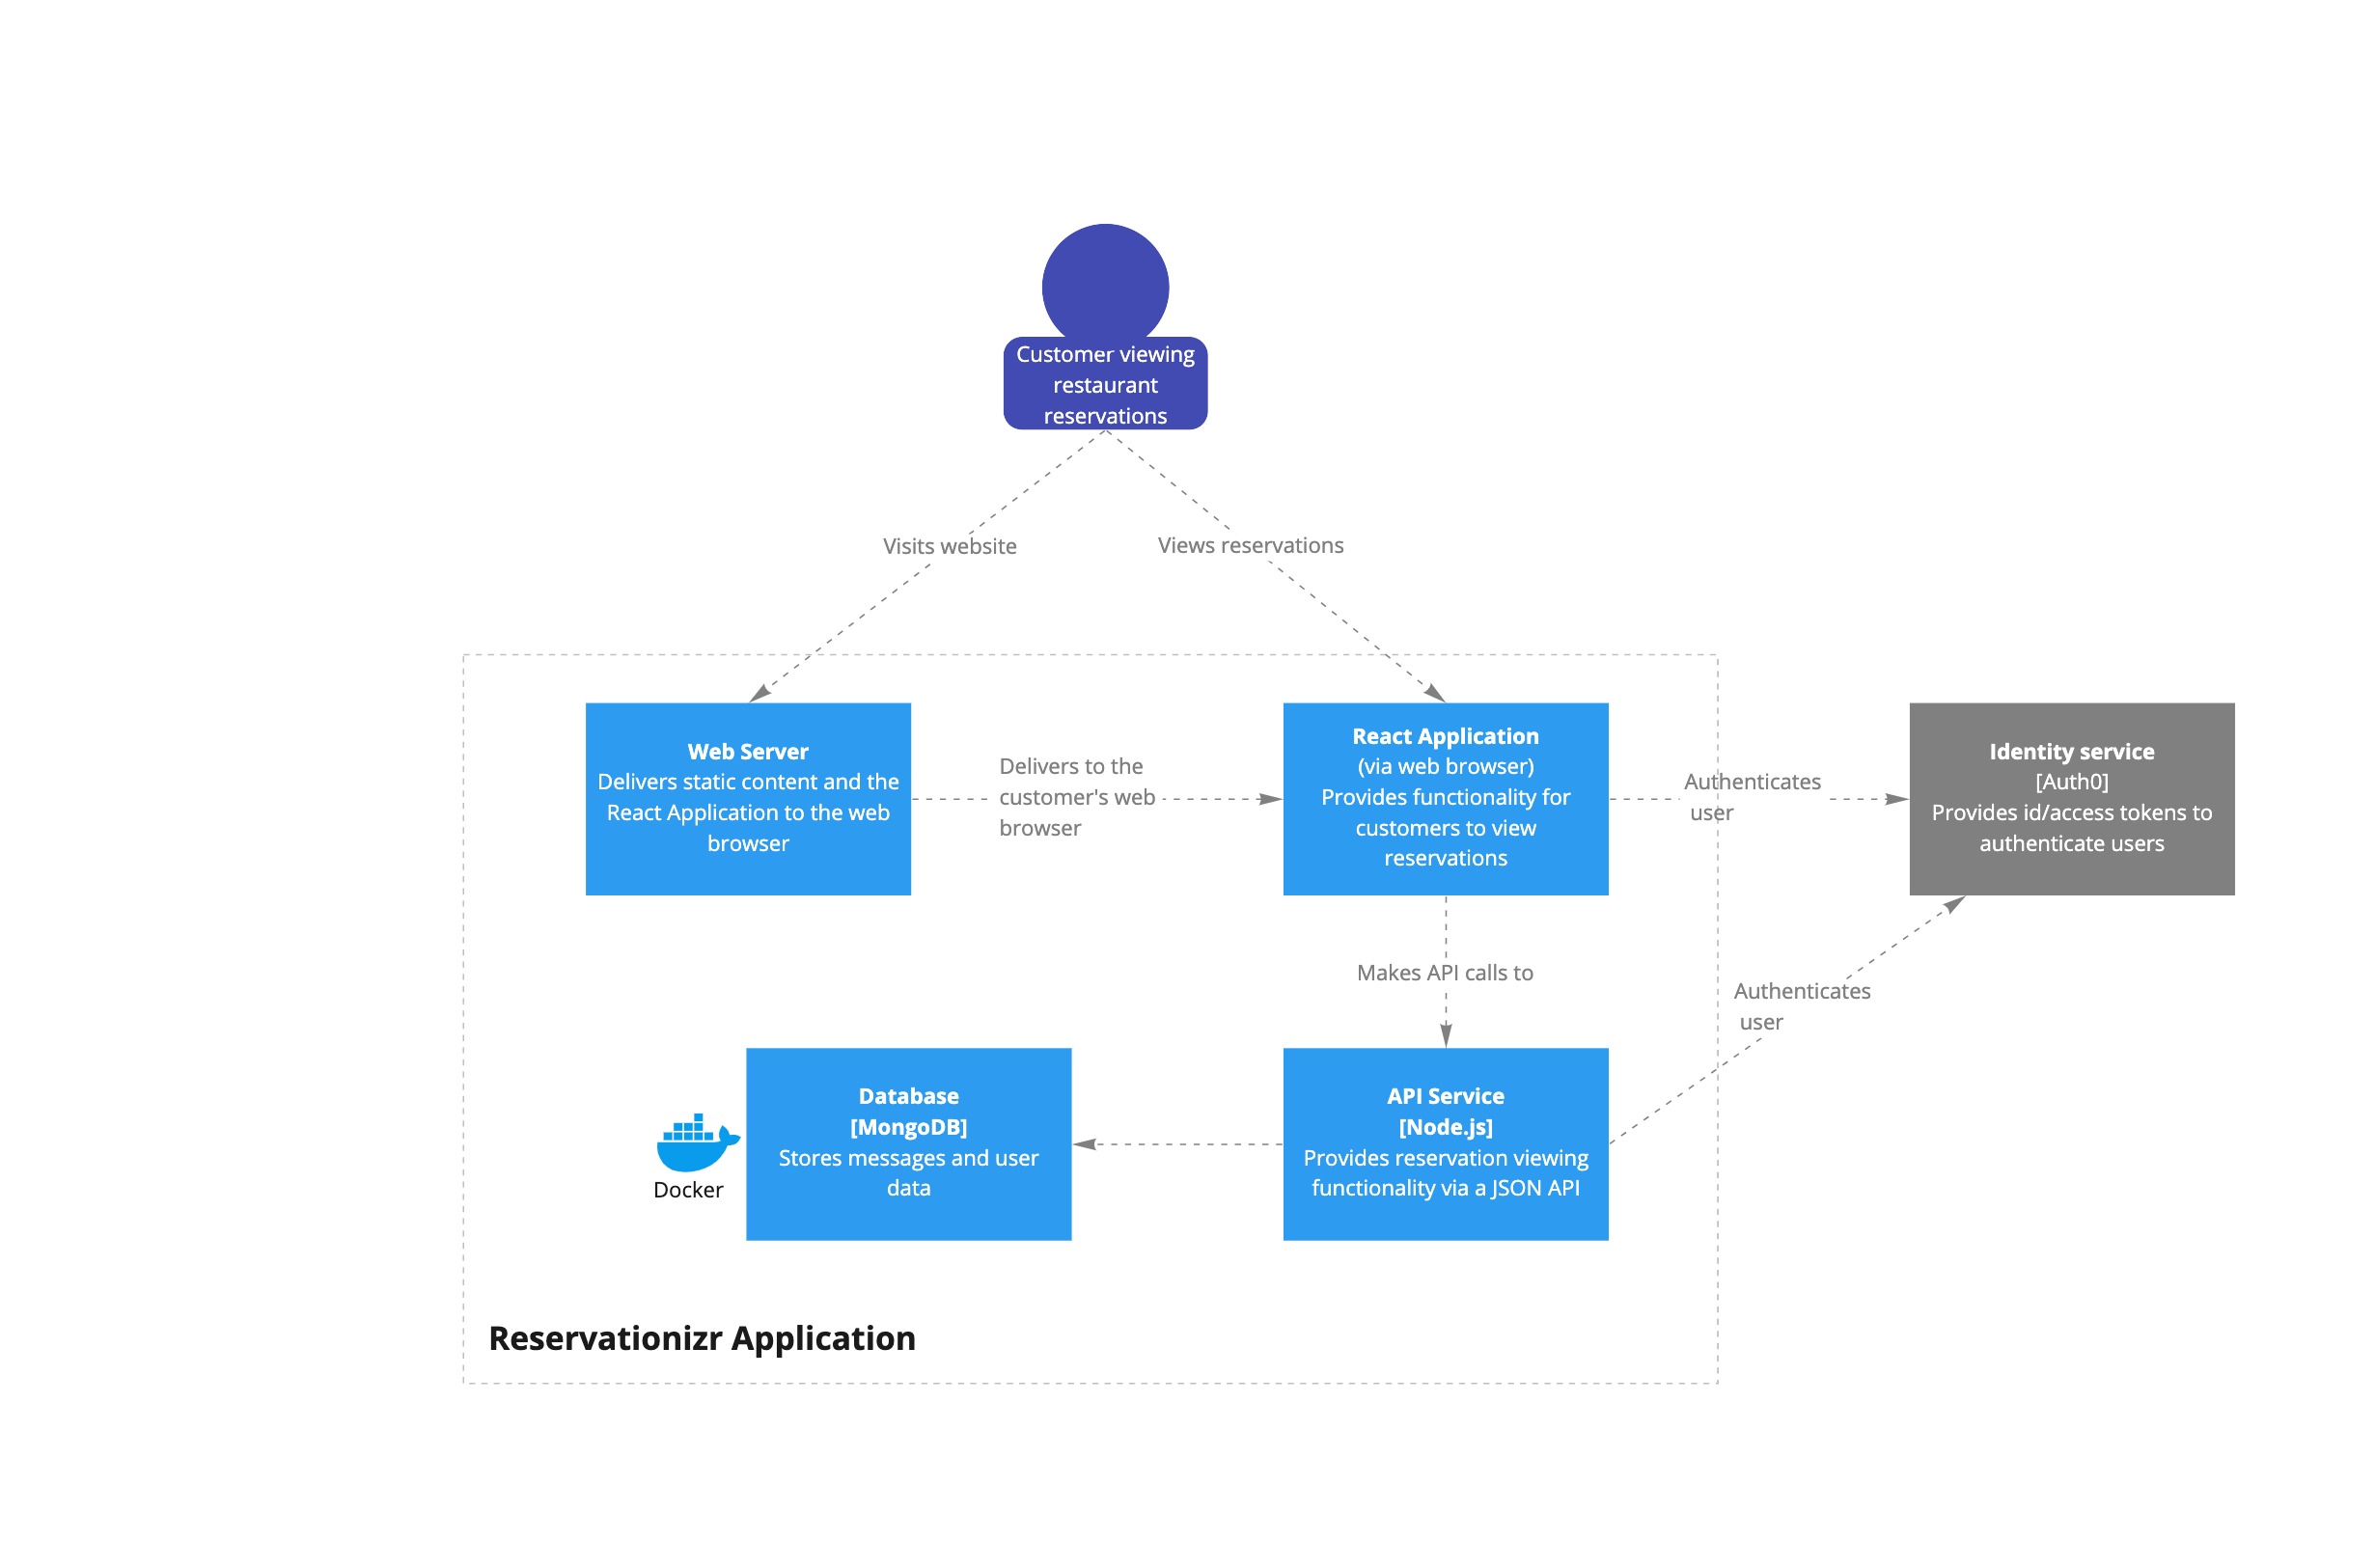 Customer viewing
restaurant
reservations
Visits website
Views reservations
Web Server
Delivers static content and the
React Application to the web
browser
Delivers to the
customer's web
browser
React Application
(via web browser)
Provides functionality for
customers to view
reservations
Authenticates
user
Identity service
[Auth0]
Provides id/access tokens to
authenticate users
Makes API calls to
Authenticates
user
Docker
Database
[MongoDB]
Stores messages and user
data
API Service
[Node.js]
Provides reservation viewing
functionality via a JSON API
Reservationizr Application